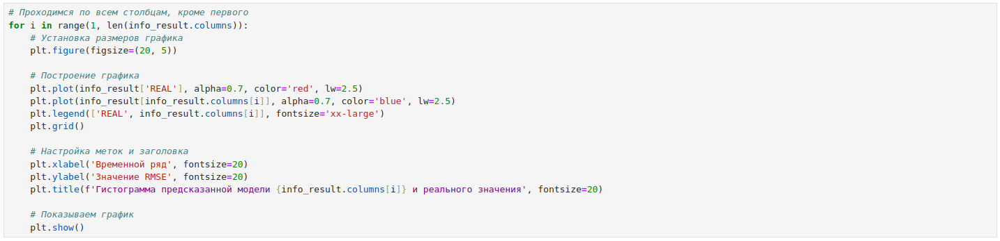 # Проходимся по всем столбцам, кроме первого
for i in range(1, len(info_result.columns)):
    # Установка размеров графика
    plt.figure(figsize=(20, 5))

    # Построение графика
    plt.plot(info_result['REAL'], alpha=0.7, color='red', lw=2.5)
    plt.plot(info_result[info_result.columns[i]], alpha=0.7, color='blue', lw=2.5)
    plt.legend(['REAL', info_result.columns[i]], fontsize='xx-large')
    plt.grid()

    # Настройка меток и заголовка
    plt.xlabel('Временной ряд', fontsize=20)
    plt.ylabel('Значение RMSE', fontsize=20)
    plt.title(f'Гистограмма предсказанной модели {info_result.columns[i]} и реального значения', fontsize=20)

    # Показываем график
    plt.show()